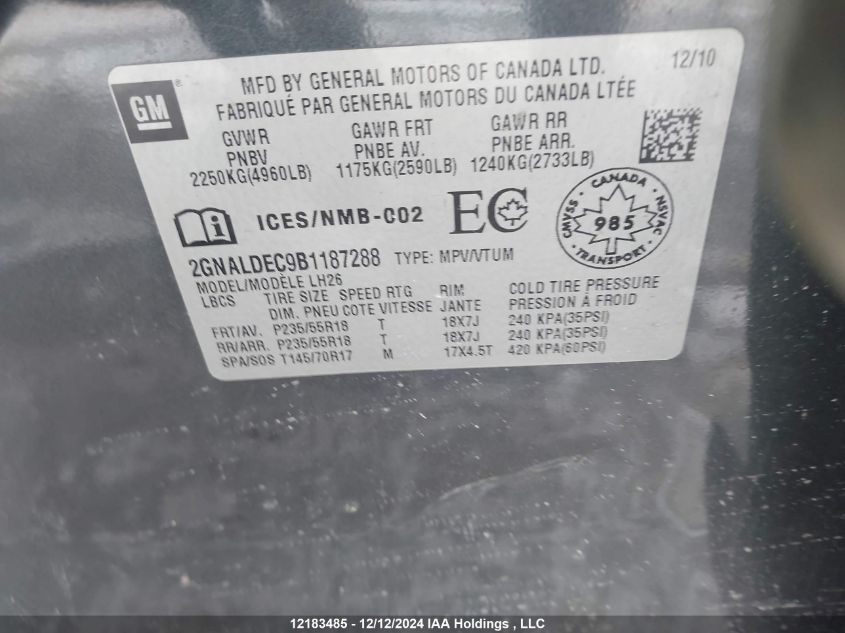 GM
MFD BY GENERAL MOTORS OF CANADA LTD. 12/10
FABRIQUÉ PAR GENERAL MOTORS DU CANADA LTÉE
GVWR GAWR FRT GAWR RR
PNBV PNBE AV. PNBE ARR.
2250KG(4960LB) 1175KG(2590LB) 1240KG(2733LB)
ICES/NMB-002 EC
CANADA
CMVSS 985 NSVAC
TRANSPORT
2GNALDEC9B1187288 TYPE: MPV/VTUM
MODEL/MODÈLE LH26
LBCS TIRE SIZE SPEED RTG RIM COLD TIRE PRESSURE
DIM. PNEU COTE VITESSE JANTE PRESSION À FROID
FRT/AV. P235/55R18 T 18X7J 240 KPA(35PSI)
RR/ARR. P235/55R18 T 18X7J 240 KPA(35PSI)
SPA/SOS T145/70R17 M 17X4.5T 420 KPA(60PSI)
12183485 - 12/12/2024 IAA Holdings , LLC